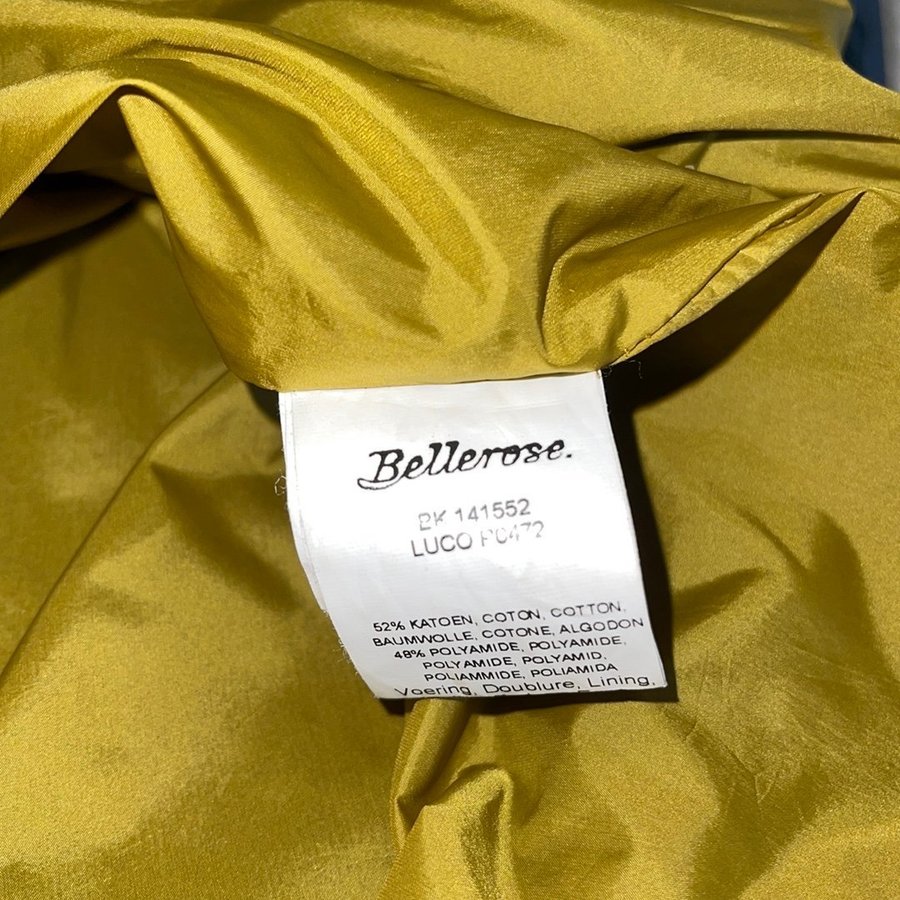 Bellerose.
BK 141552
LUCO P0472
52% KATOEN, COTON, COTTON,
BAUMWOLLE, COTONE, ALGODON
48% POLYAMIDE, POLYAMIDE,
POLYAMIDE, POLYAMID,
POLIAMMIDE, POLIAMIDA
Voering, Doublure, Lining,